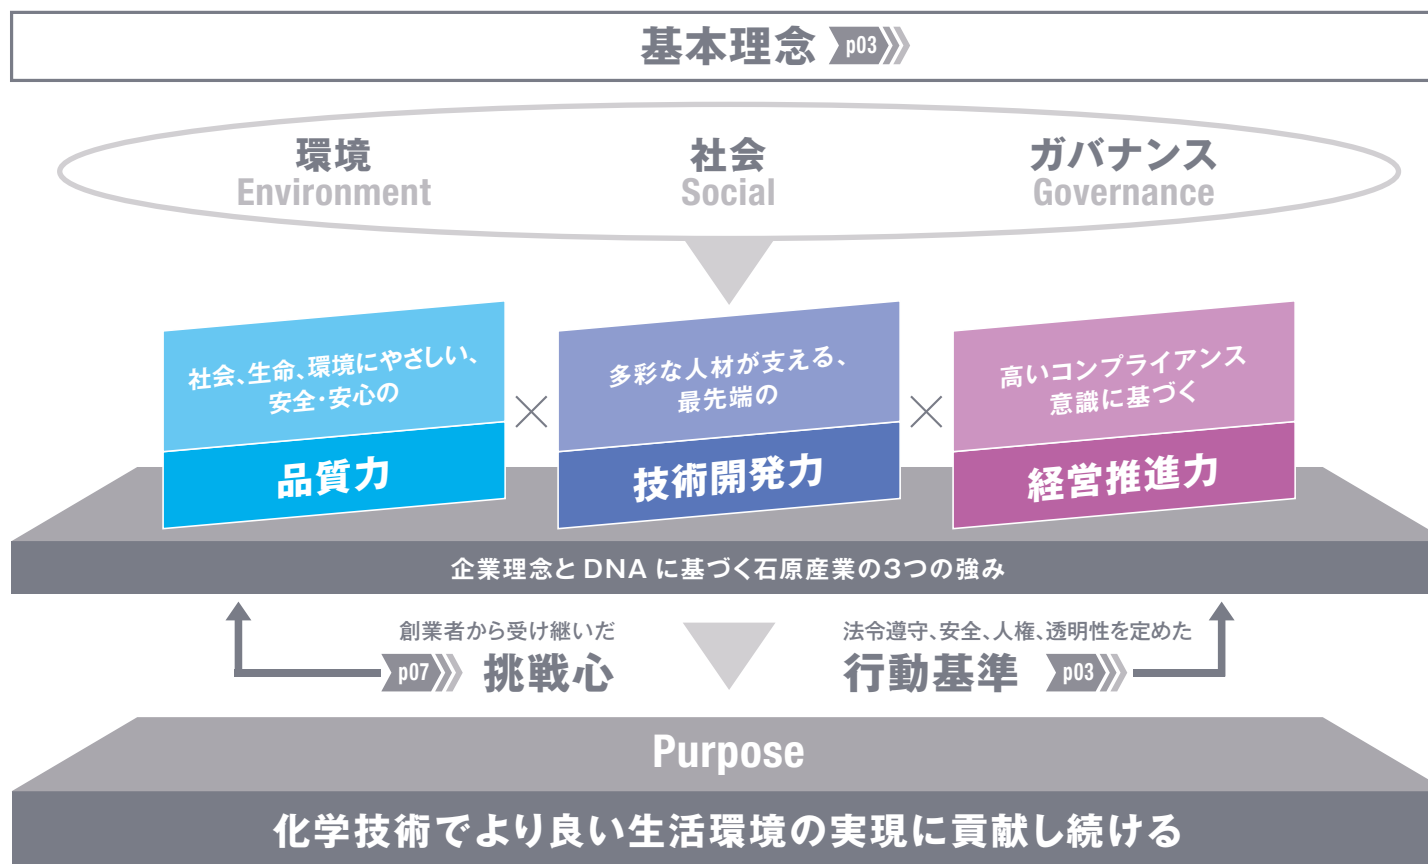 基本理念 p03
環境 社会 ガバナンス
Environment Social Governance
社会、生命、環境にやさしい、
安全・安心の
品質力
×
多彩な人材が支える、
最先端の
技術開発力
×
高いコンプライアンス
意識に基づく
経営推進力
企業理念と DNA に基づく石原産業の3つの強み
創業者から受け継いだ
p07 挑戦心
法令遵守、安全、人権、透明性を定めた
行動基準 p03
Purpose
化学技術でより良い生活環境の実現に貢献し続ける